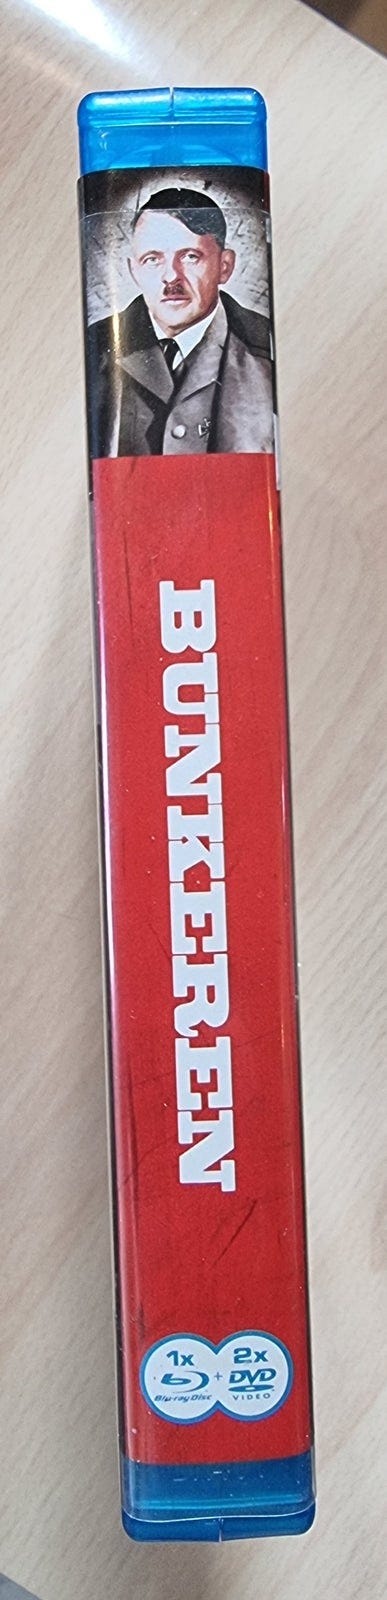 BUNKEREN
1x
Blu-ray Disc
+
2x
DVD
VIDEO